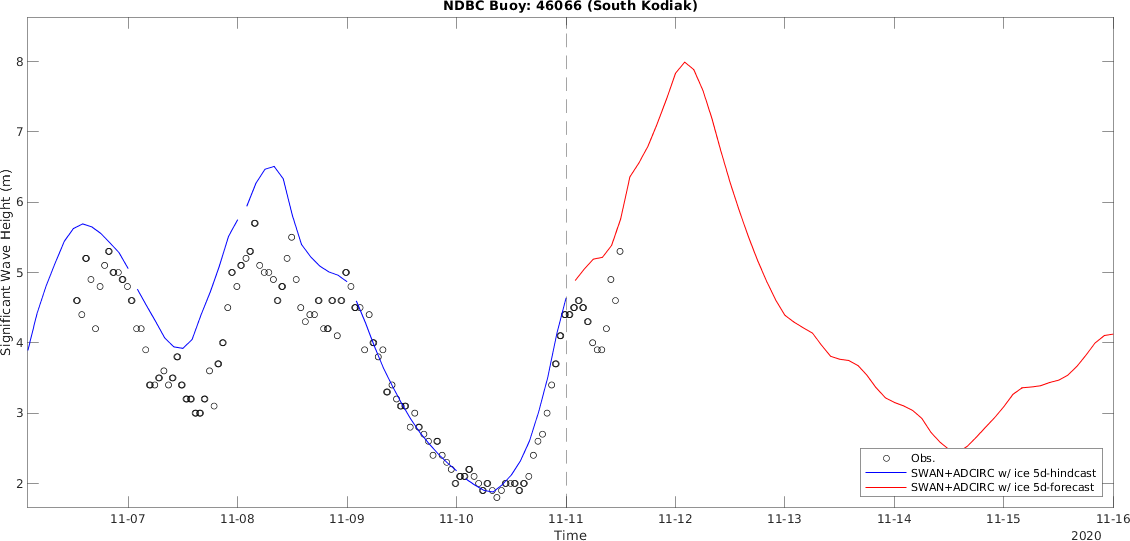 NDBC Buoy: 46066 (South Kodiak)
Significant Wave Height (m)
8
7
6
5
4
3
2
Obs.
SWAN+ADCIRC w/ ice 5d-hindcast
SWAN+ADCIRC w/ ice 5d-forecast
11-07 11-08 11-09 11-10 11-11 11-12 11-13 11-14 11-15 11-16
Time
2020